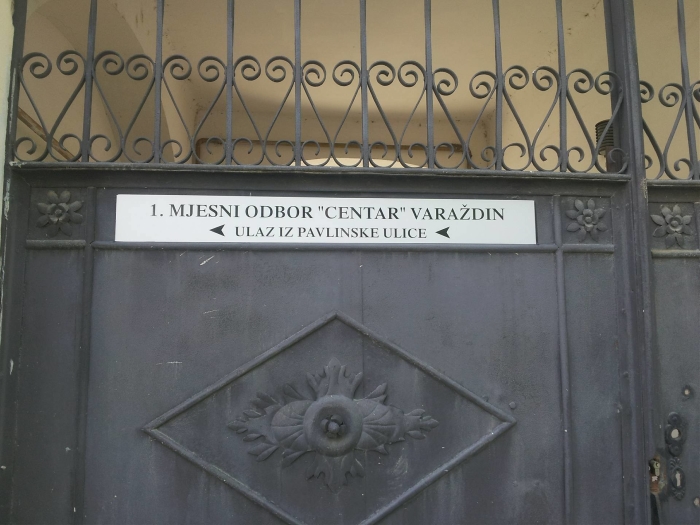 1. MJESNI ODBOR "CENTAR" VARAŽDIN
ULAZ IZ PAVLINSKE ULICE